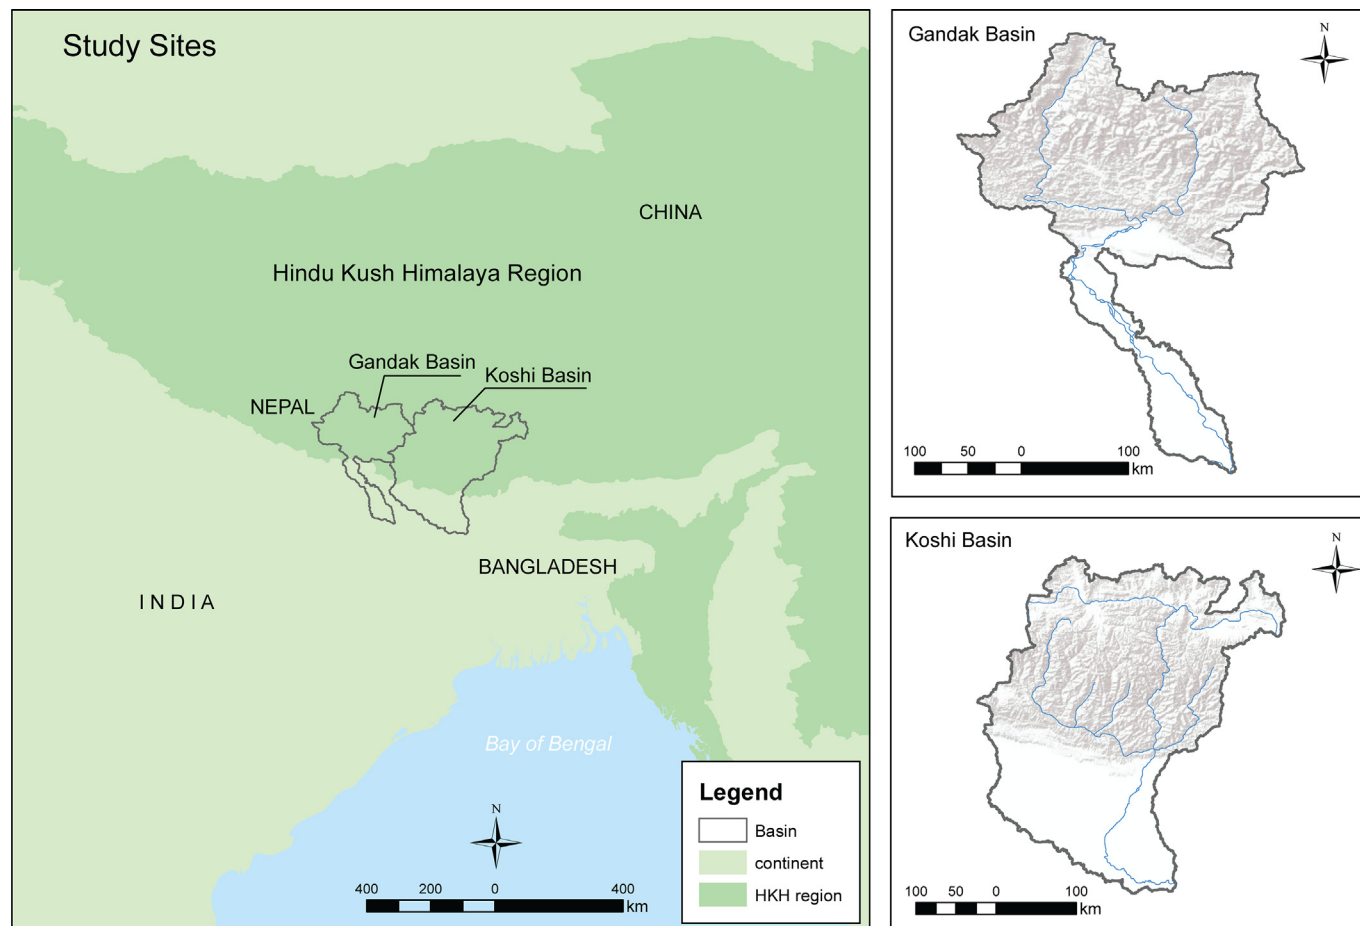 Study Sites
CHINA
Hindu Kush Himalaya Region
Gandak Basin
Koshi Basin
NEPAL
BANGLADESH
INDIA
Bay of Bengal
N
400 200 0 400
km
Legend
Basin
continent
HKH region
Gandak Basin
N
100 50 0 100
km
Koshi Basin
N
100 50 0 100
km